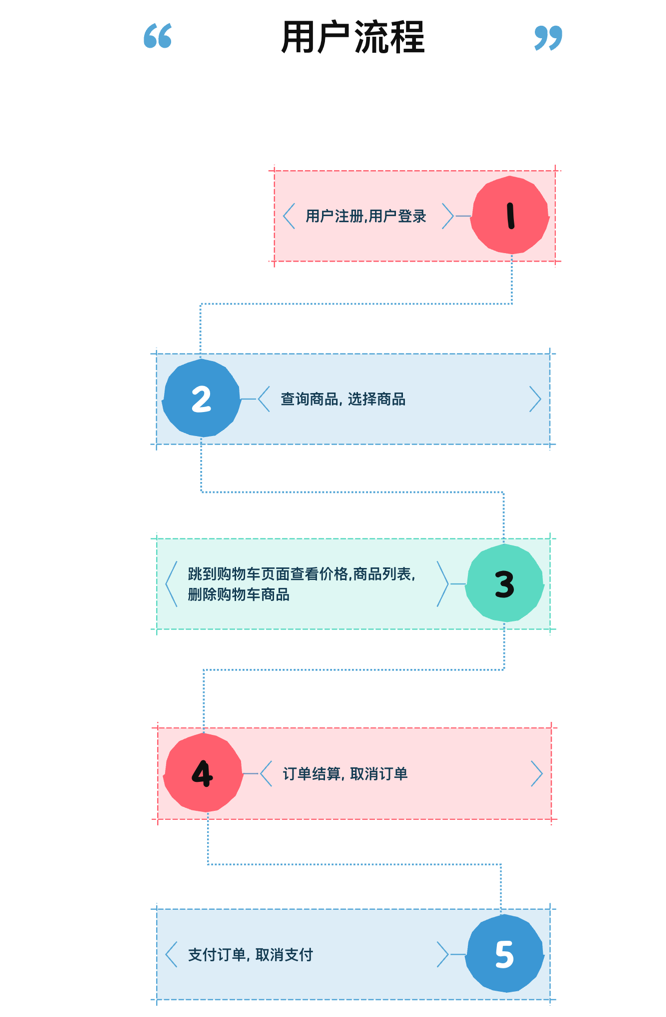 “ 用户流程 ”
用户注册,用户登录
1
2
查询商品, 选择商品
跳到购物车页面查看价格,商品列表,
删除购物车商品
3
4
订单结算, 取消订单
支付订单, 取消支付
5